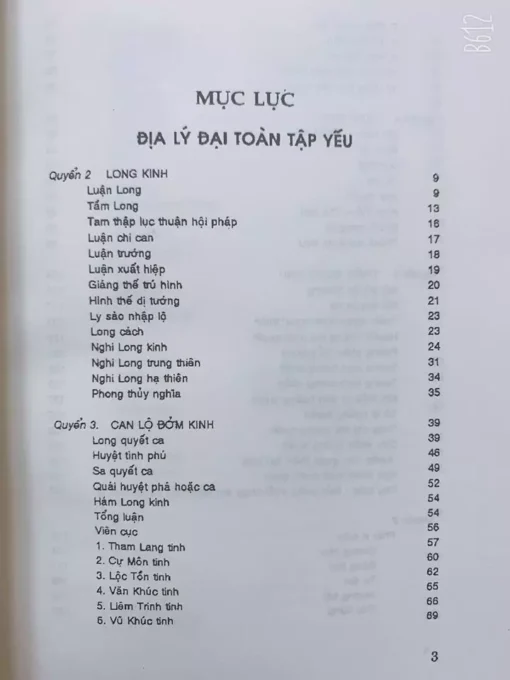 B612
MỤC LỤC
ĐỊA LÝ ĐẠI TOÀN TẬP YẾU
Quyển 2 LONG KINH 9
Luận Long 9
Tầm Long 13
Tam thập lục thuận hội pháp 16
Luận chi can 17
Luận trướng 18
Luận xuất hiệp 19
Giảng thế trủ hình 20
Hình thế dị tướng 21
Ly sào nhập lộ 23
Long cách 23
Nghi Long kinh 24
Nghi Long trung thiên 31
Nghi Long hạ thiên 34
Phong thủy nghĩa 35
Quyển 3. CAN LỘ BỞM KINH 39
Long quyết ca 39
Huyệt tình phú 46
Sa quyết ca 49
Quái huyệt phá hoặc ca 52
Hám Long kinh 54
Tổng luận 54
Viên cục 56
1. Tham Lang tinh 57
2. Cự Môn tinh 60
3. Lộc Tồn tinh 62
4. Văn Khúc tinh 65
5. Liêm Trinh tinh 66
6. Vũ Khúc tinh 69
3